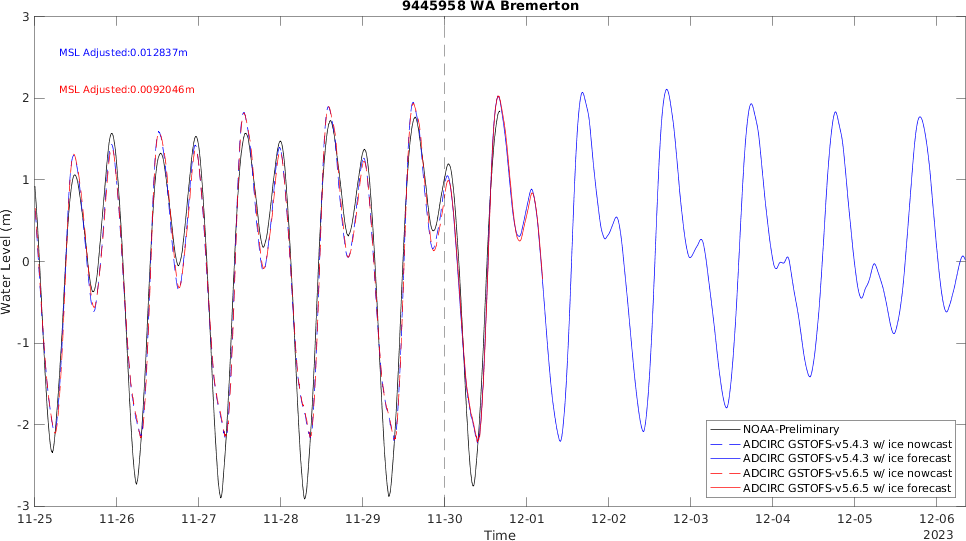 9445958 WA Bremerton
3
MSL Adjusted:0.012837m
MSL Adjusted:0.0092046m
2
1
0
-1
-2
-3
Water Level (m)
NOAA-Preliminary
ADCIRC GSTOFS-v5.4.3 w/ ice nowcast
ADCIRC GSTOFS-v5.4.3 w/ ice forecast
ADCIRC GSTOFS-v5.6.5 w/ ice nowcast
ADCIRC GSTOFS-v5.6.5 w/ ice forecast
11-25 11-26 11-27 11-28 11-29 11-30 12-01 12-02 12-03 12-04 12-05 12-06
Time
2023